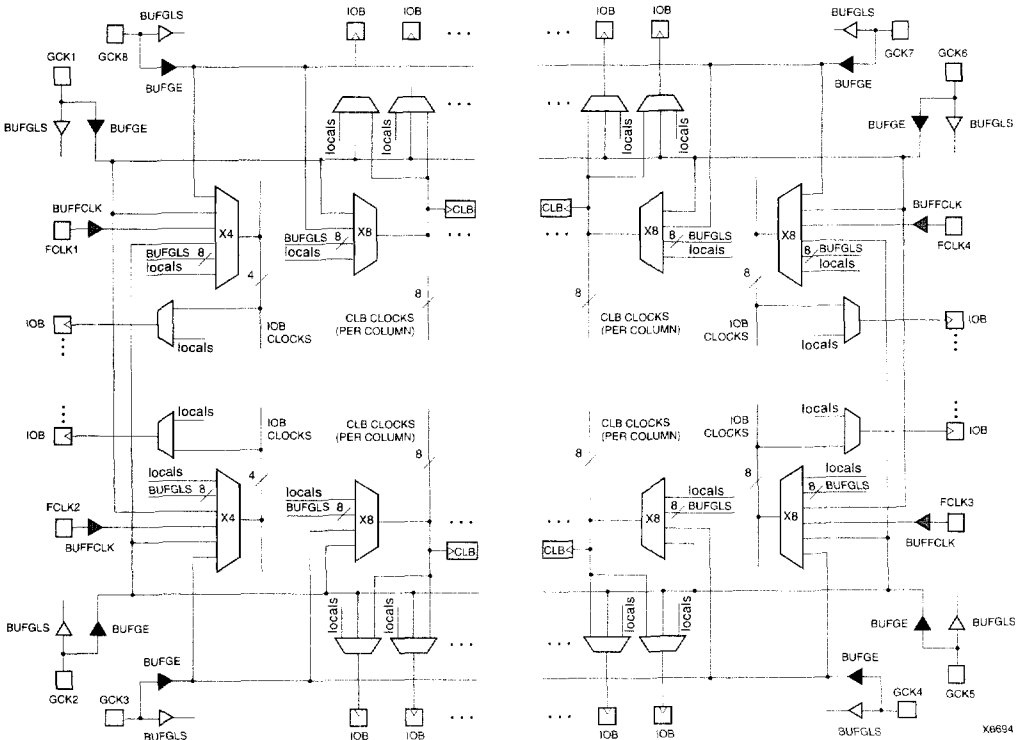 BUFGLS IOB IOB IOB IOB BUFGLS
GCK1 GCK8 GCK7 GCK6
BUFGE BUFGE
BUFGLS BUFGE BUFGE BUFGLS
locals locals locals locals
BUFFCLK CLB CLB BUFFCLK
X4 X8 X8 X8
FCLK1 BUFGLS 8 BUFGLS 8 8 BUFGLS 8 BUFGLS FCLK4
locals locals locals locals
4 8 8 8
IOB IOB CLOCKS CLB CLOCKS (PER COLUMN) CLB CLOCKS (PER COLUMN) IOB CLOCKS IOB
locals locals
locals locals
IOB IOB CLOCKS CLB CLOCKS (PER COLUMN) CLB CLOCKS (PER COLUMN) IOB CLOCKS IOB
4 8 8 8
locals locals locals locals
BUFGLS 8 BUFGLS 8 8 BUFGLS 8 BUFGLS
FCLK2 X4 X8 X8 X8 FCLK3
BUFFCLK BUFFCLK
CLB CLB
locals locals locals locals
BUFGLS BUFGE BUFGE BUFGLS
BUFGE BUFGE
GCK2 GCK3 GCK4 GCK5
BUFGLS IOB IOB IOB IOB BUFGLS
X6694